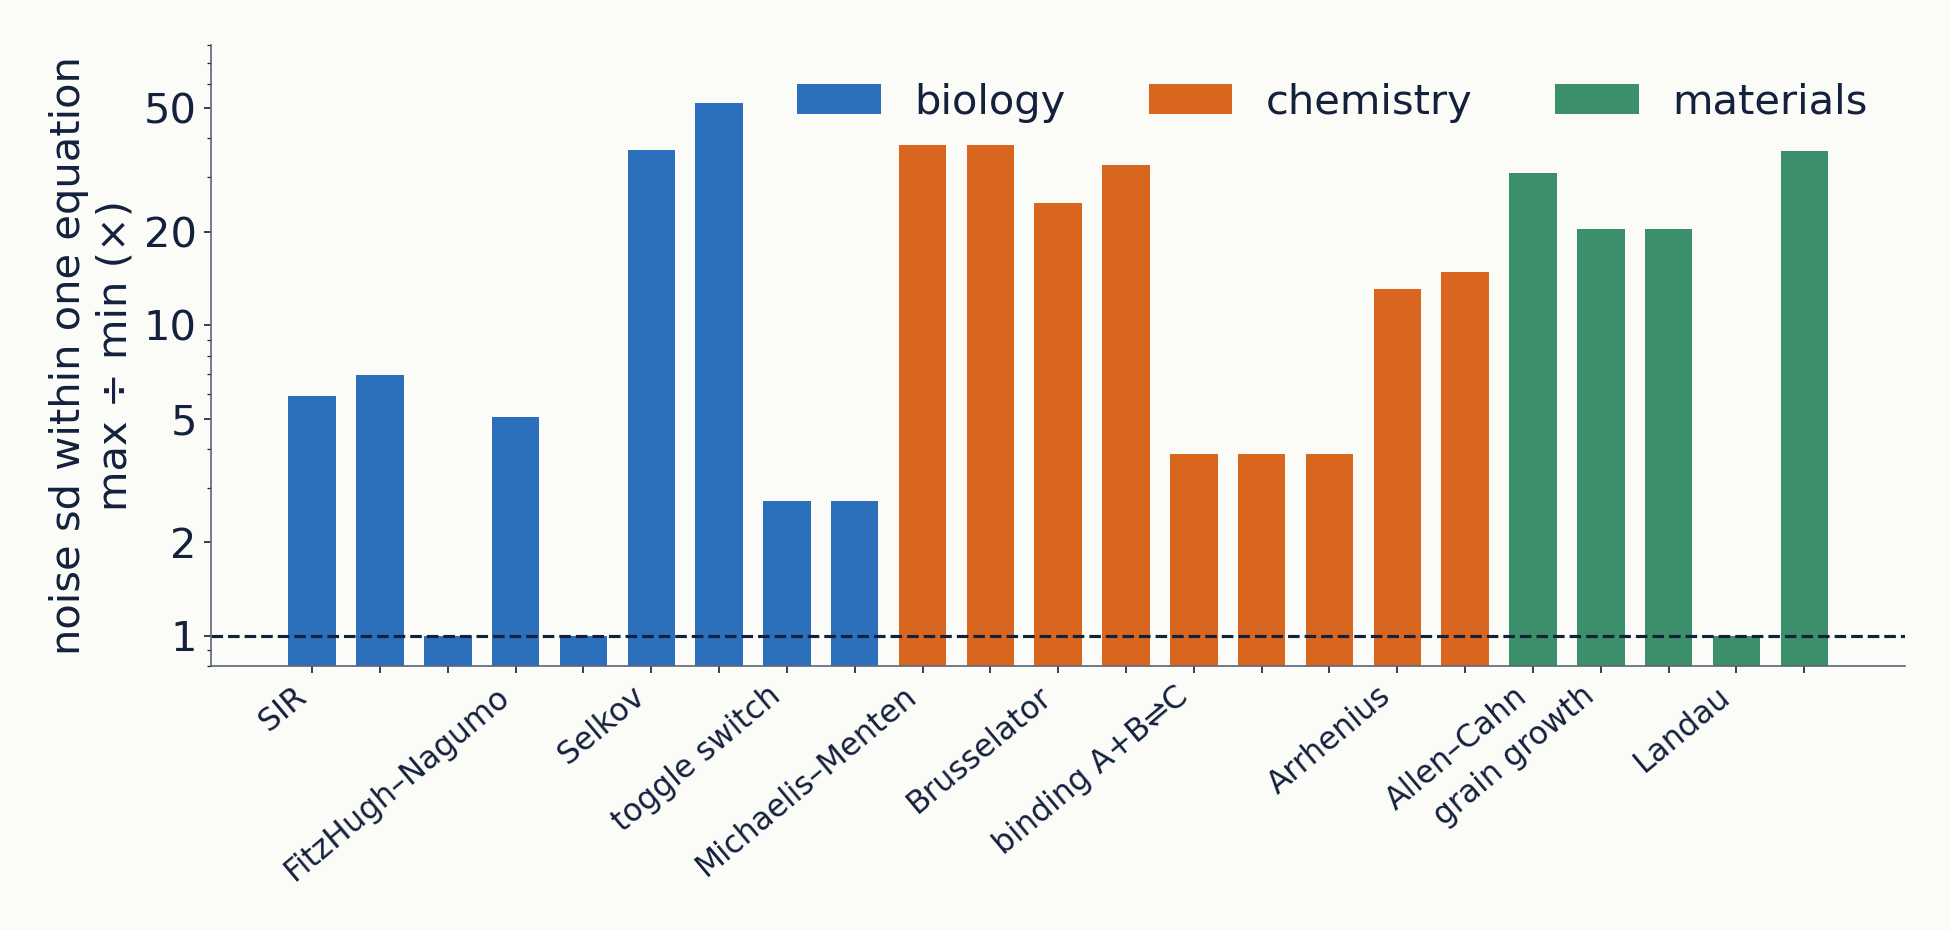 noise sd within one equation
max ÷ min (×)
50
20
10
5
2
1
biology
chemistry
materials
SIR
FitzHugh–Nagumo
Selkov
toggle switch
Michaelis–Menten
Brusselator
binding A+B⇌C
Arrhenius
Allen–Cahn
grain growth
Landau